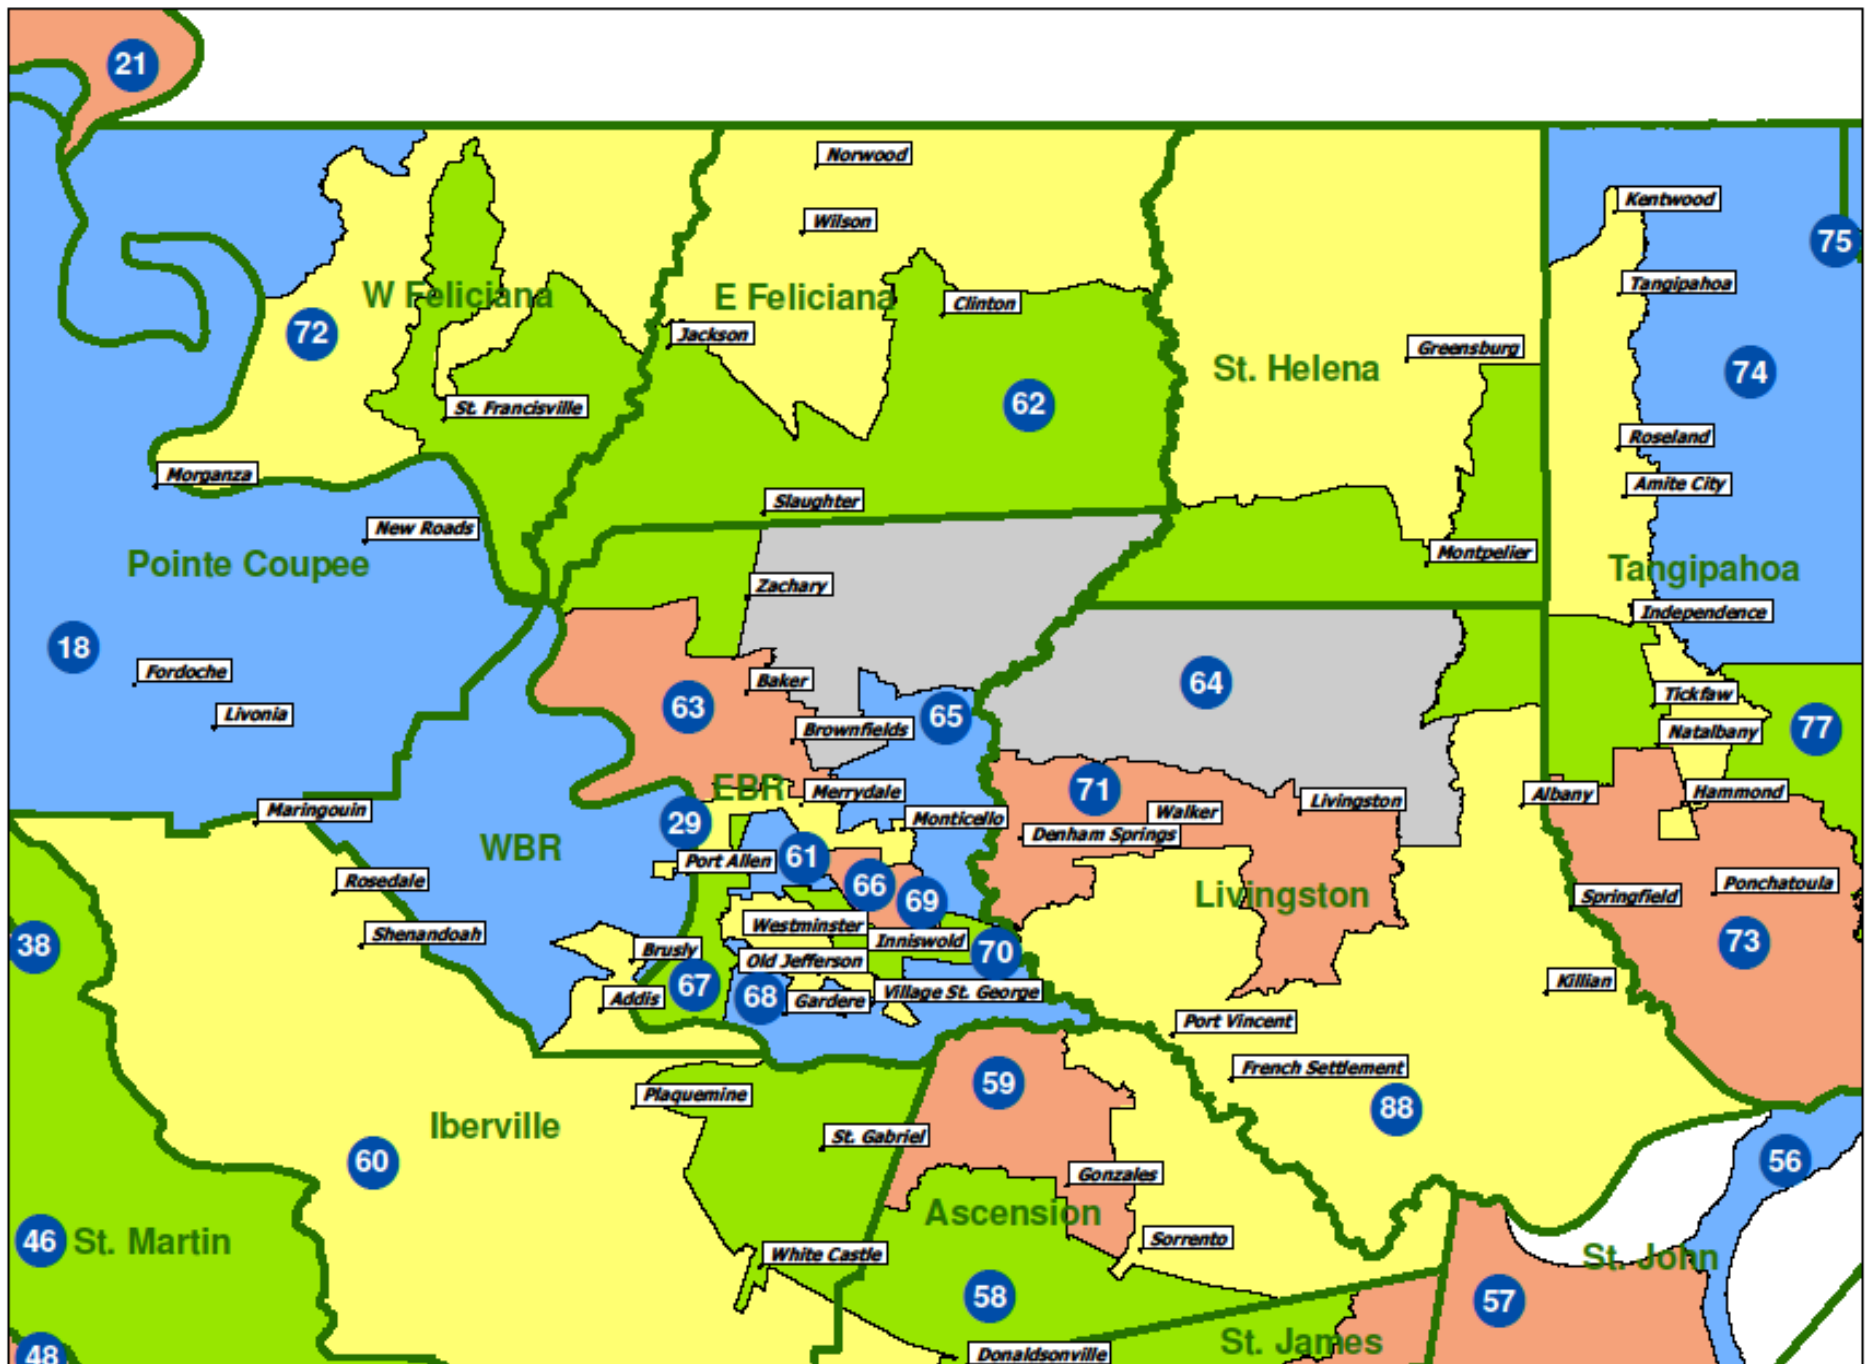 21
Norwood
Kentwood
Wilson
75
Tangipahoa
W Feliciana
E Feliciana
Clinton
72
Jackson
Greensburg
St. Helena
74
St. Francisville
62
Roseland
Morganza
Amite City
Slaughter
New Roads
Montpelier
Pointe Coupee
Tangipahoa
Zachary
Independence
18
Fordoche
Baker
64
Tickfaw
Livonia
63
65
Brownfields
Natalbany
77
EBR
Merrydale
71
Albany
Hammond
Maringouin
Livingston
Walker
29
Monticello
Denham Springs
WBR
Port Allen
61
Rosedale
66
69
Livingston
Springfield
Ponchatoula
Shenandoah
Westminster
38
Brusly
Inniswold
70
73
Old Jefferson
Killian
Addis
67
68
Gardere
Village St. George
Port Vincent
French Settlement
59
Plaquemine
88
Iberville
St. Gabriel
60
56
Gonzales
Ascension
46
St. Martin
Sorrento
White Castle
St. John
58
57
St. James
48
Donaldsonville